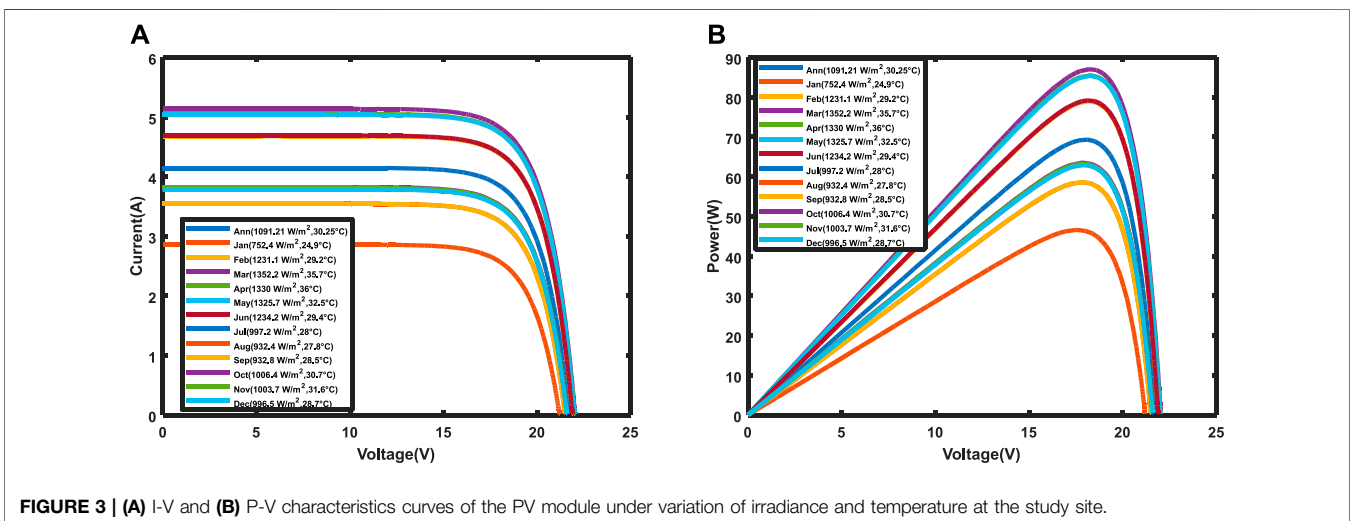 A
6
5
4
3
2
1
0
Current(A)
Ann(1091.21 W/m²,30.25°C)
Jan(752.4 W/m²,24.9°C)
Feb(1231.1 W/m²,29.2°C)
Mar(1352.2 W/m²,35.7°C)
Apr(1330 W/m²,36°C)
May(1325.7 W/m²,32.5°C)
Jun(1234.2 W/m²,29.4°C)
Jul(997.2 W/m²,28°C)
Aug(932.4 W/m²,27.8°C)
Sep(932.8 W/m²,28.5°C)
Oct(1006.4 W/m²,30.7°C)
Nov(1003.7 W/m²,31.6°C)
Dec(996.5 W/m²,28.7°C)
0 5 10 15 20 25
Voltage(V)
B
90
80
70
60
50
40
30
20
10
0
Power(W)
Ann(1091.21 W/m²,30.25°C)
Jan(752.4 W/m²,24.9°C)
Feb(1231.1 W/m²,29.2°C)
Mar(1352.2 W/m²,35.7°C)
Apr(1330 W/m²,36°C)
May(1325.7 W/m²,32.5°C)
Jun(1234.2 W/m²,29.4°C)
Jul(997.2 W/m²,28°C)
Aug(932.4 W/m²,27.8°C)
Sep(932.8 W/m²,28.5°C)
Oct(1006.4 W/m²,30.7°C)
Nov(1003.7 W/m²,31.6°C)
Dec(996.5 W/m²,28.7°C)
0 5 10 15 20 25
Voltage(V)
FIGURE 3 | (A) I-V and (B) P-V characteristics curves of the PV module under variation of irradiance and temperature at the study site.